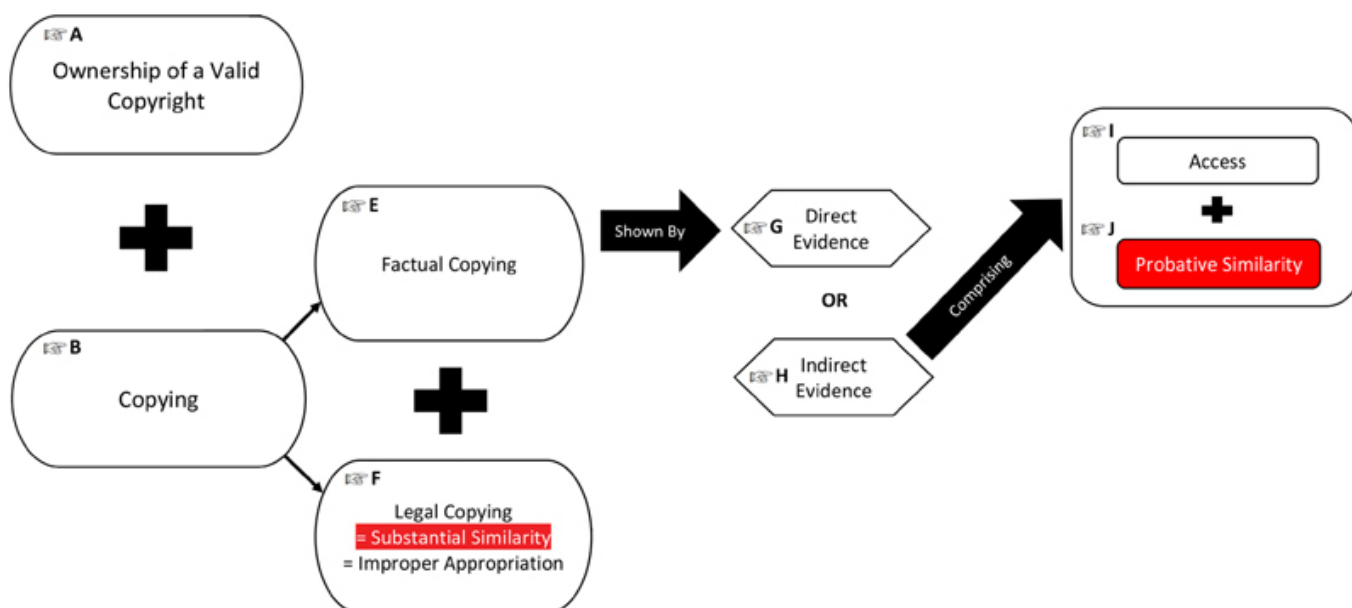 ☞ A
Ownership of a Valid
Copyright
☞ B
Copying
☞ E
Factual Copying
☞ F
Legal Copying
= Substantial Similarity
= Improper Appropriation
Shown By
☞ G
Direct
Evidence
OR
☞ H
Indirect
Evidence
Comprising
☞ I
Access
☞ J
Probative Similarity